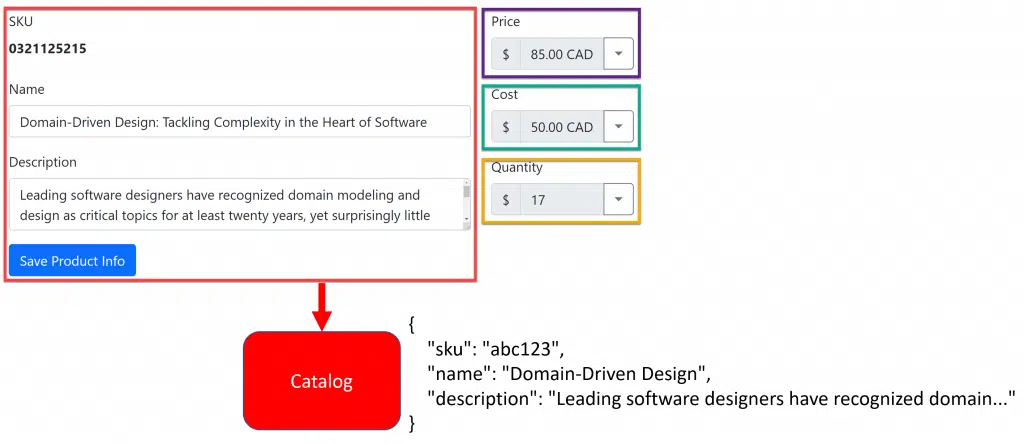 SKU
0321125215
Name
Domain-Driven Design: Tackling Complexity in the Heart of Software
Description
Leading software designers have recognized domain modeling and
design as critical topics for at least twenty years, yet surprisingly little
Save Product Info
Price
$ 85.00 CAD
Cost
$ 50.00 CAD
Quantity
$ 17
Catalog
{
"sku": "abc123",
"name": "Domain-Driven Design",
"description": "Leading software designers have recognized domain..."
}